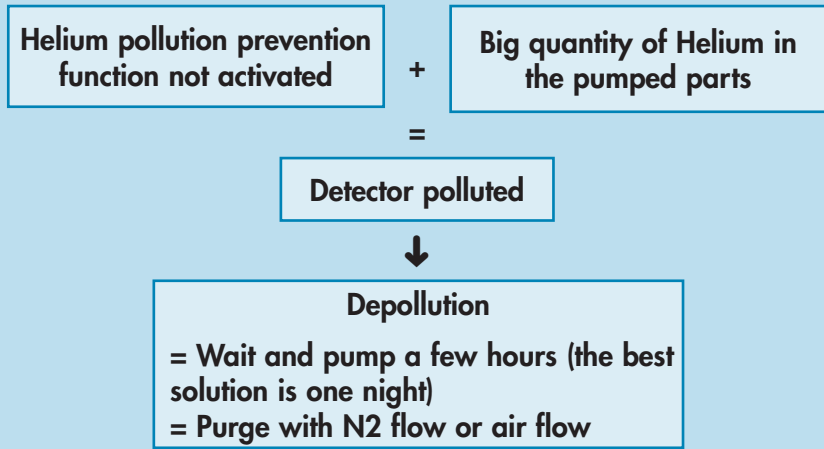 Helium pollution prevention
function not activated
+
Big quantity of Helium in
the pumped parts
=
Detector polluted
Depollution
= Wait and pump a few hours (the best
solution is one night)
= Purge with N2 flow or air flow